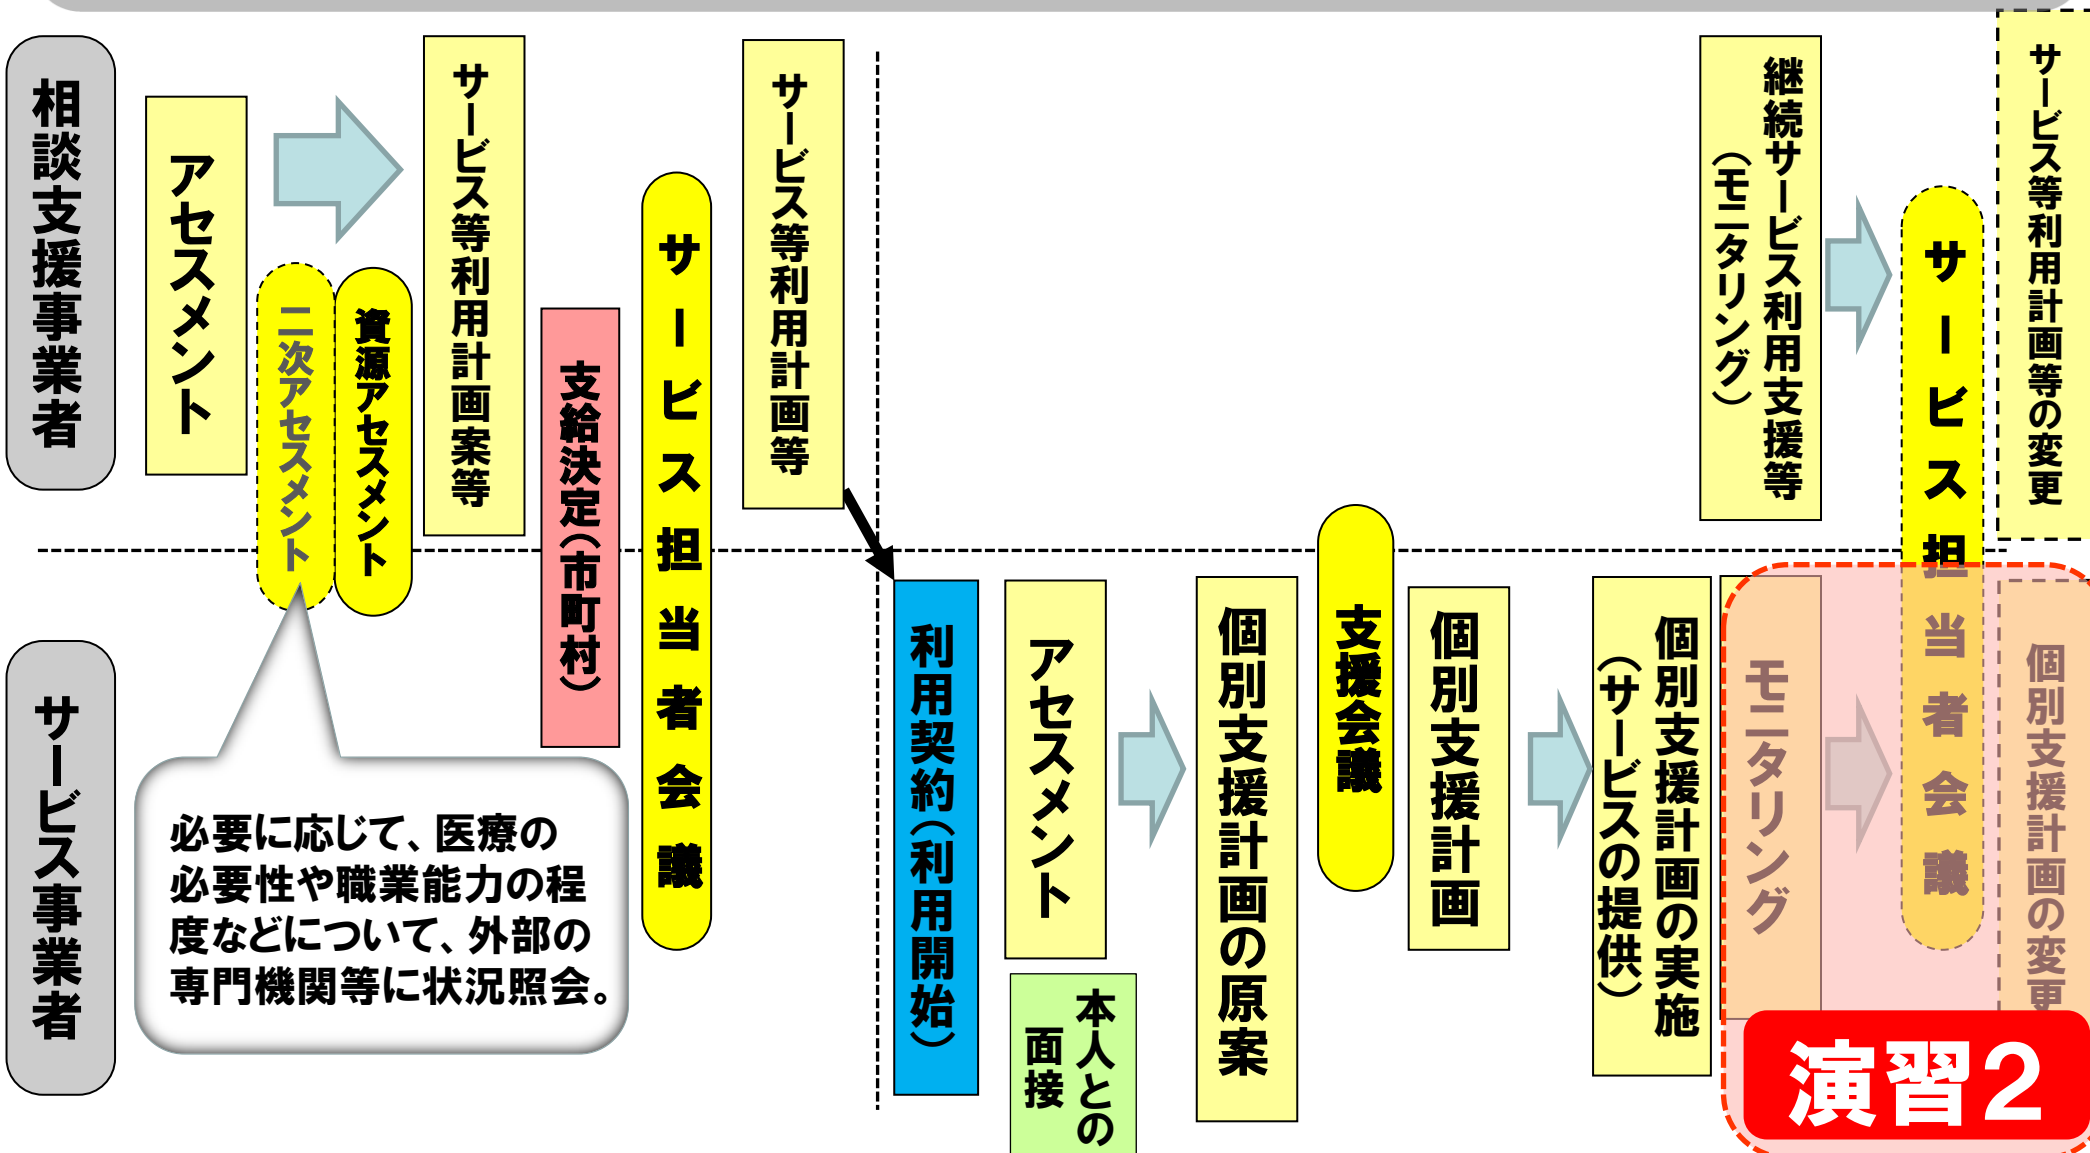 相談支援事業者
アセスメント
二次アセスメント
資源アセスメント
サービス等利用計画案等
支給決定（市町村）
サービス担当者会議
サービス等利用計画等
継続サービス利用支援等
（モニタリング）
サービス担当者会議
サービス等利用計画等の変更
サービス事業者
必要に応じて、医療の
必要性や職業能力の程
度などについて、外部の
専門機関等に状況照会。
利用契約（利用開始）
アセスメント
本人との
面接
個別支援計画の原案
支援会議
個別支援計画
個別支援計画の実施
（サービスの提供）
モニタリング
個別支援計画の変更
演習２